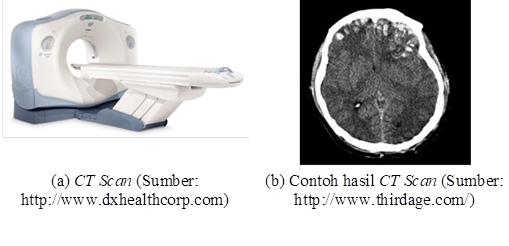 (a) CT Scan (Sumber:
http://www.dxhealthcorp.com)
(b) Contoh hasil CT Scan (Sumber:
http://www.thirdage.com/)